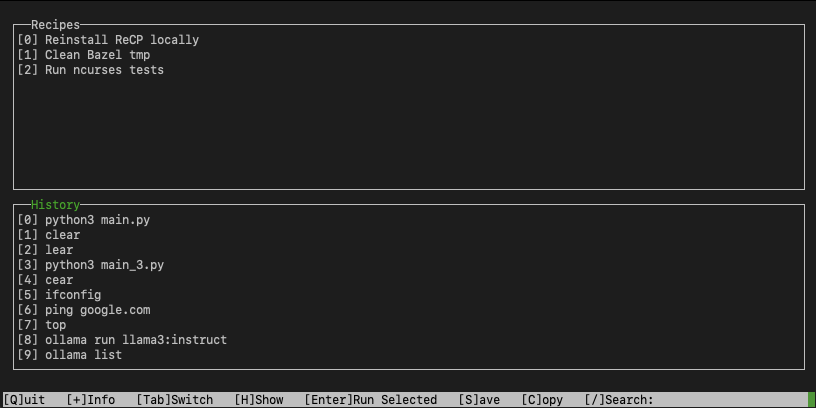 Recipes
[0] Reinstall ReCP locally
[1] Clean Bazel tmp
[2] Run ncurses tests
History
[0] python3 main.py
[1] clear
[2] lear
[3] python3 main_3.py
[4] cear
[5] ifconfig
[6] ping google.com
[7] top
[8] ollama run llama3:instruct
[9] ollama list
[Q]uit [+]Info [Tab]Switch [H]Show [Enter]Run Selected [S]ave [C]opy [/]Search: